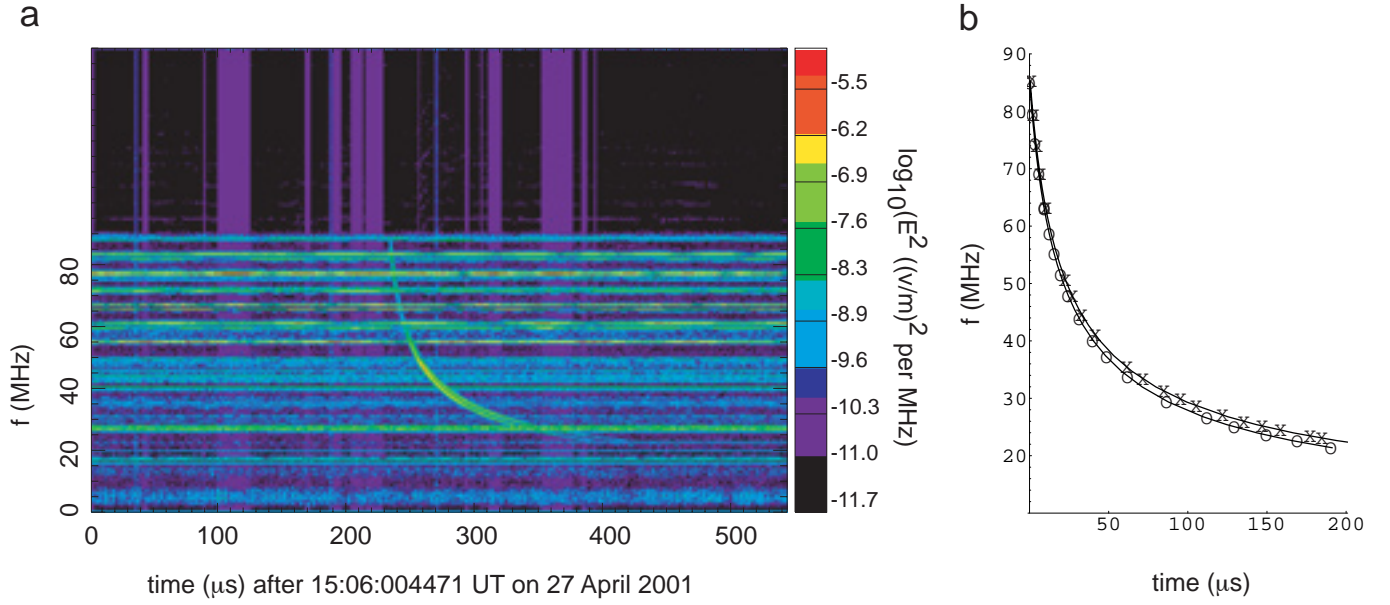 a
f (MHz)
80
60
40
20
0
0 100 200 300 400 500
time (μs) after 15:06:004471 UT on 27 April 2001
-5.5
-6.2
-6.9
-7.6
-8.3
-8.9
-9.6
-10.3
-11.0
-11.7
log10(E2 ((v/m)2 per MHz)
b
f (MHz)
90
80
70
60
50
40
30
20
50 100 150 200
time (μs)